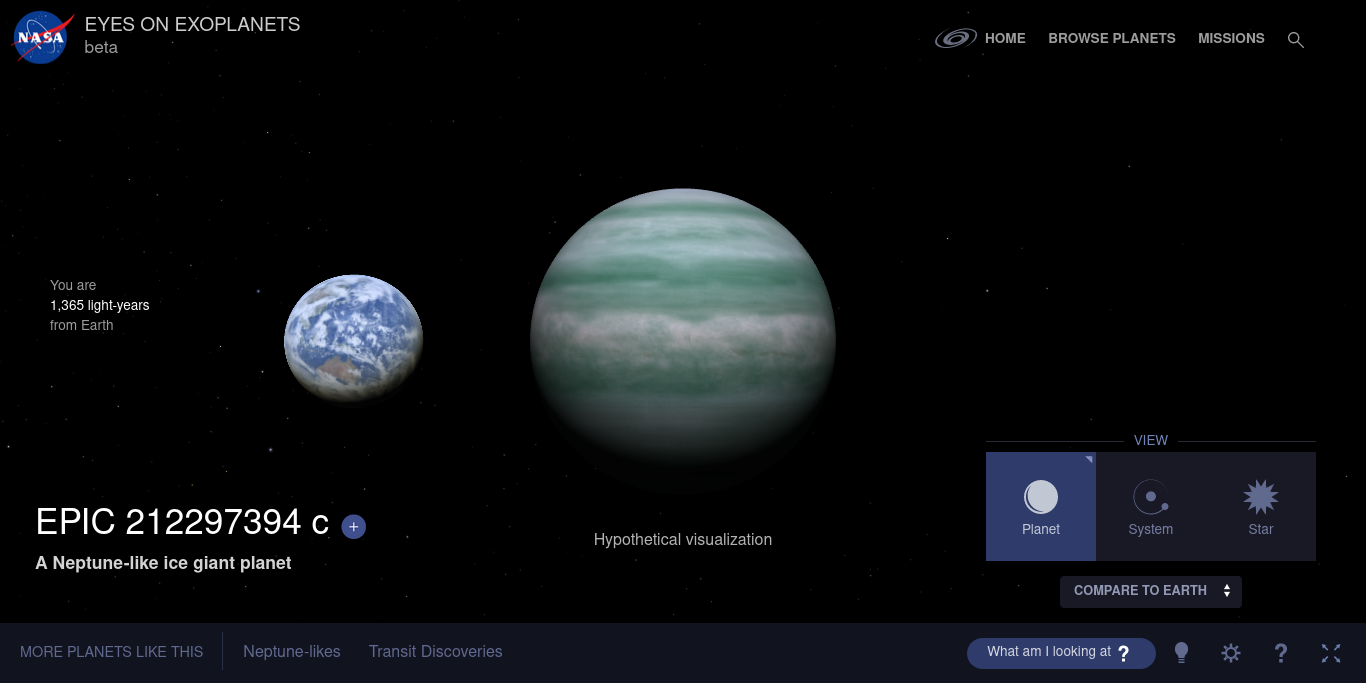 NASA
EYES ON EXOPLANETS
beta
HOME BROWSE PLANETS MISSIONS
You are
1,365 light-years
from Earth
VIEW
Planet System Star
EPIC 212297394 c +
A Neptune-like ice giant planet
Hypothetical visualization
COMPARE TO EARTH
MORE PLANETS LIKE THIS Neptune-likes Transit Discoveries What am I looking at ? ?